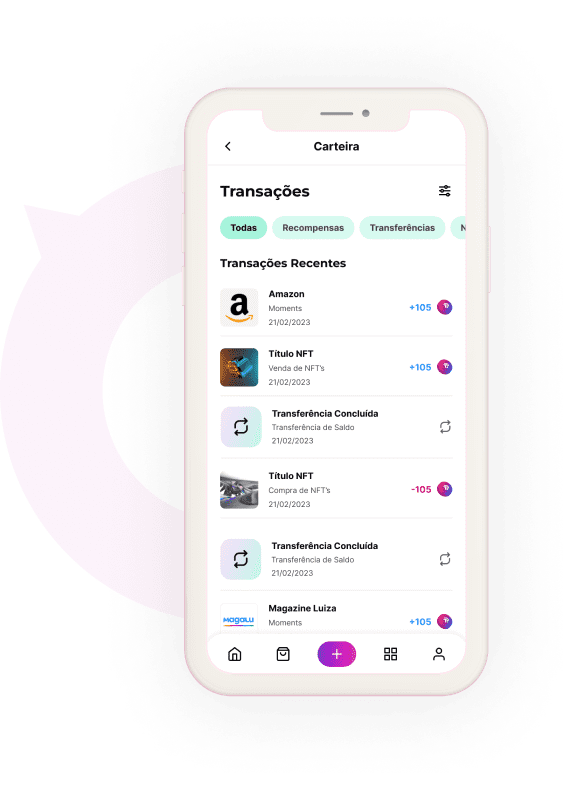 Carteira
Transações
Todas
Recompensas
Transferências
N
Transações Recentes
a
Amazon
Moments
21/02/2023
+105
Título NFT
Venda de NFT's
21/02/2023
+105
Transferência Concluída
Transferência de Saldo
21/02/2023
Título NFT
Compra de NFT's
21/02/2023
-105
Transferência Concluída
Transferência de Saldo
21/02/2023
Magalu
Magazine Luiza
Moments
+105